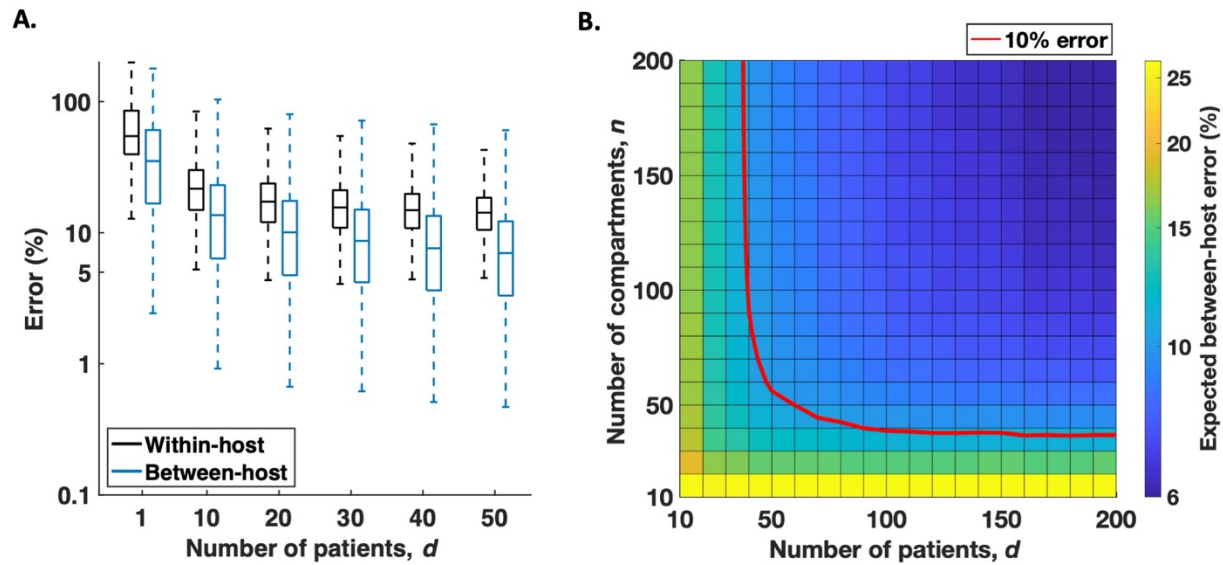 A.
100
10
5
1
0.1
Error (%)
Within-host
Between-host
1 10 20 30 40 50
Number of patients, d
B.
10% error
200
150
100
50
10
Number of compartments, n
10 50 100 150 200
Number of patients, d
25
20
15
10
6
Expected between-host error (%)